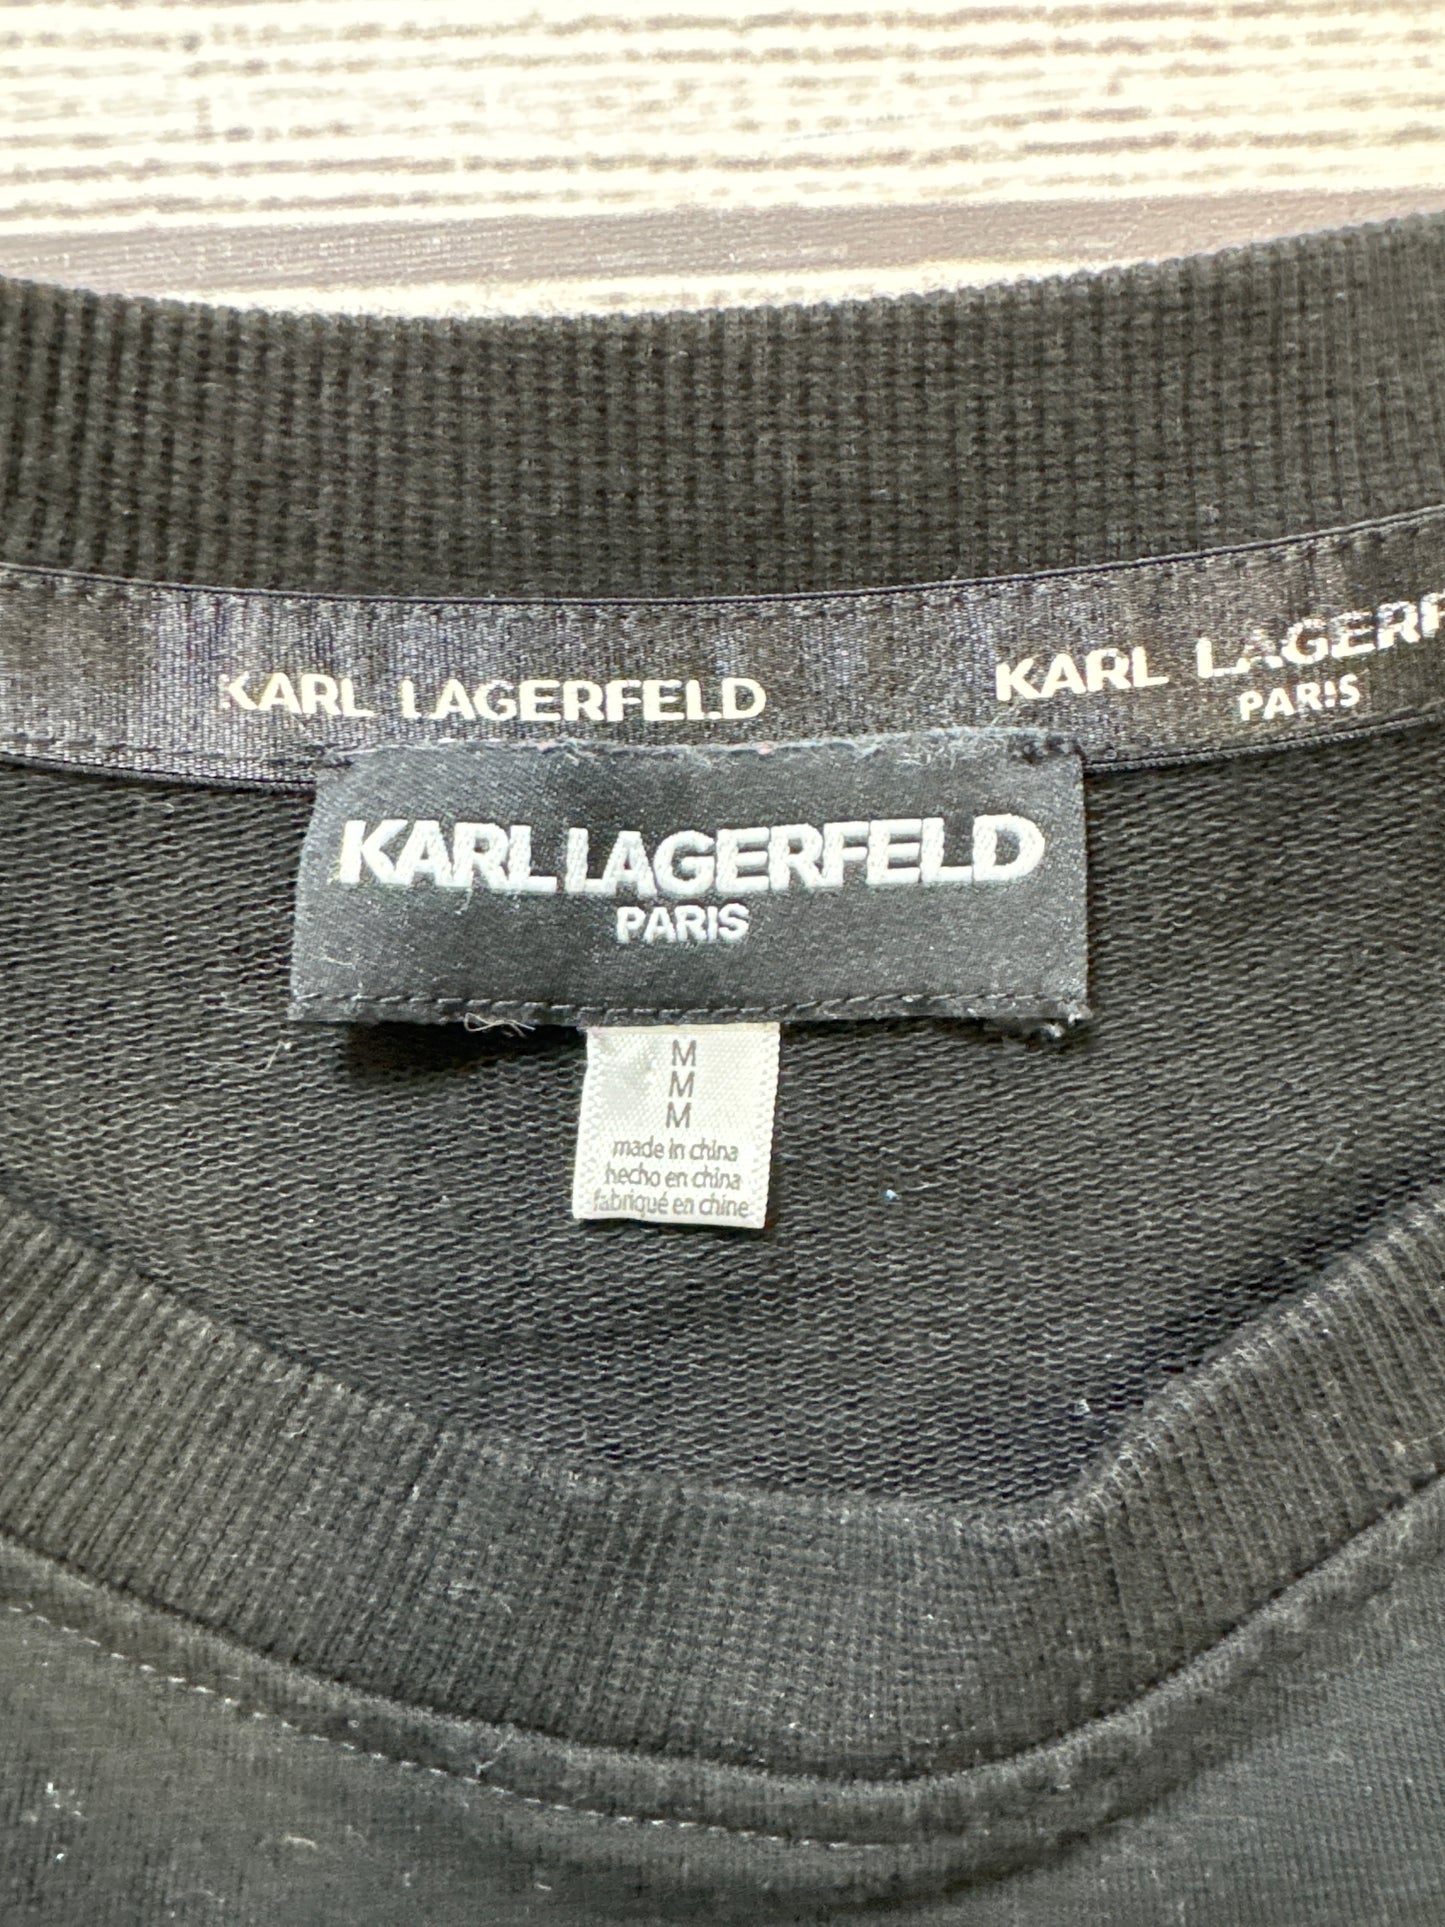 KARL LAGERFELD
KARL LAGERF
PARIS
KARL LAGERFELD
PARIS
M
M
M
made in china
hecho en china
fabriqué en chine